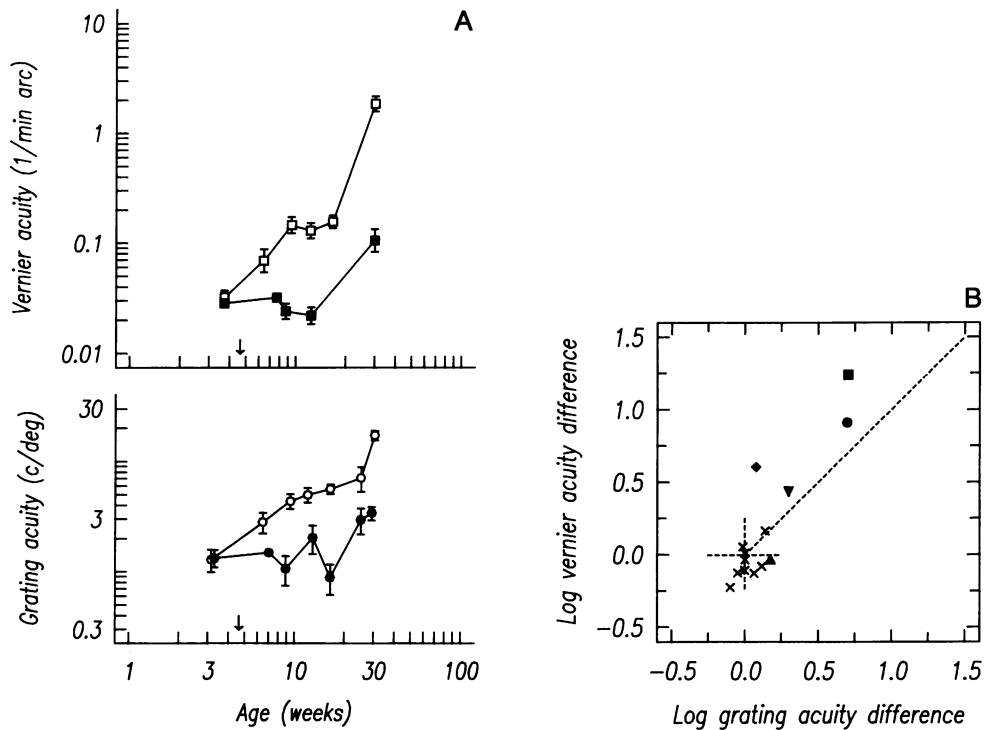 A
Vernier acuity (1/min arc)
10
1
0.1
0.01
Grating acuity (c/deg)
30
3
0.3
1 3 10 30 100
Age (weeks)
B
Log vernier acuity difference
1.5
1.0
0.5
0.0
−0.5
−0.5 0.0 0.5 1.0 1.5
Log grating acuity difference